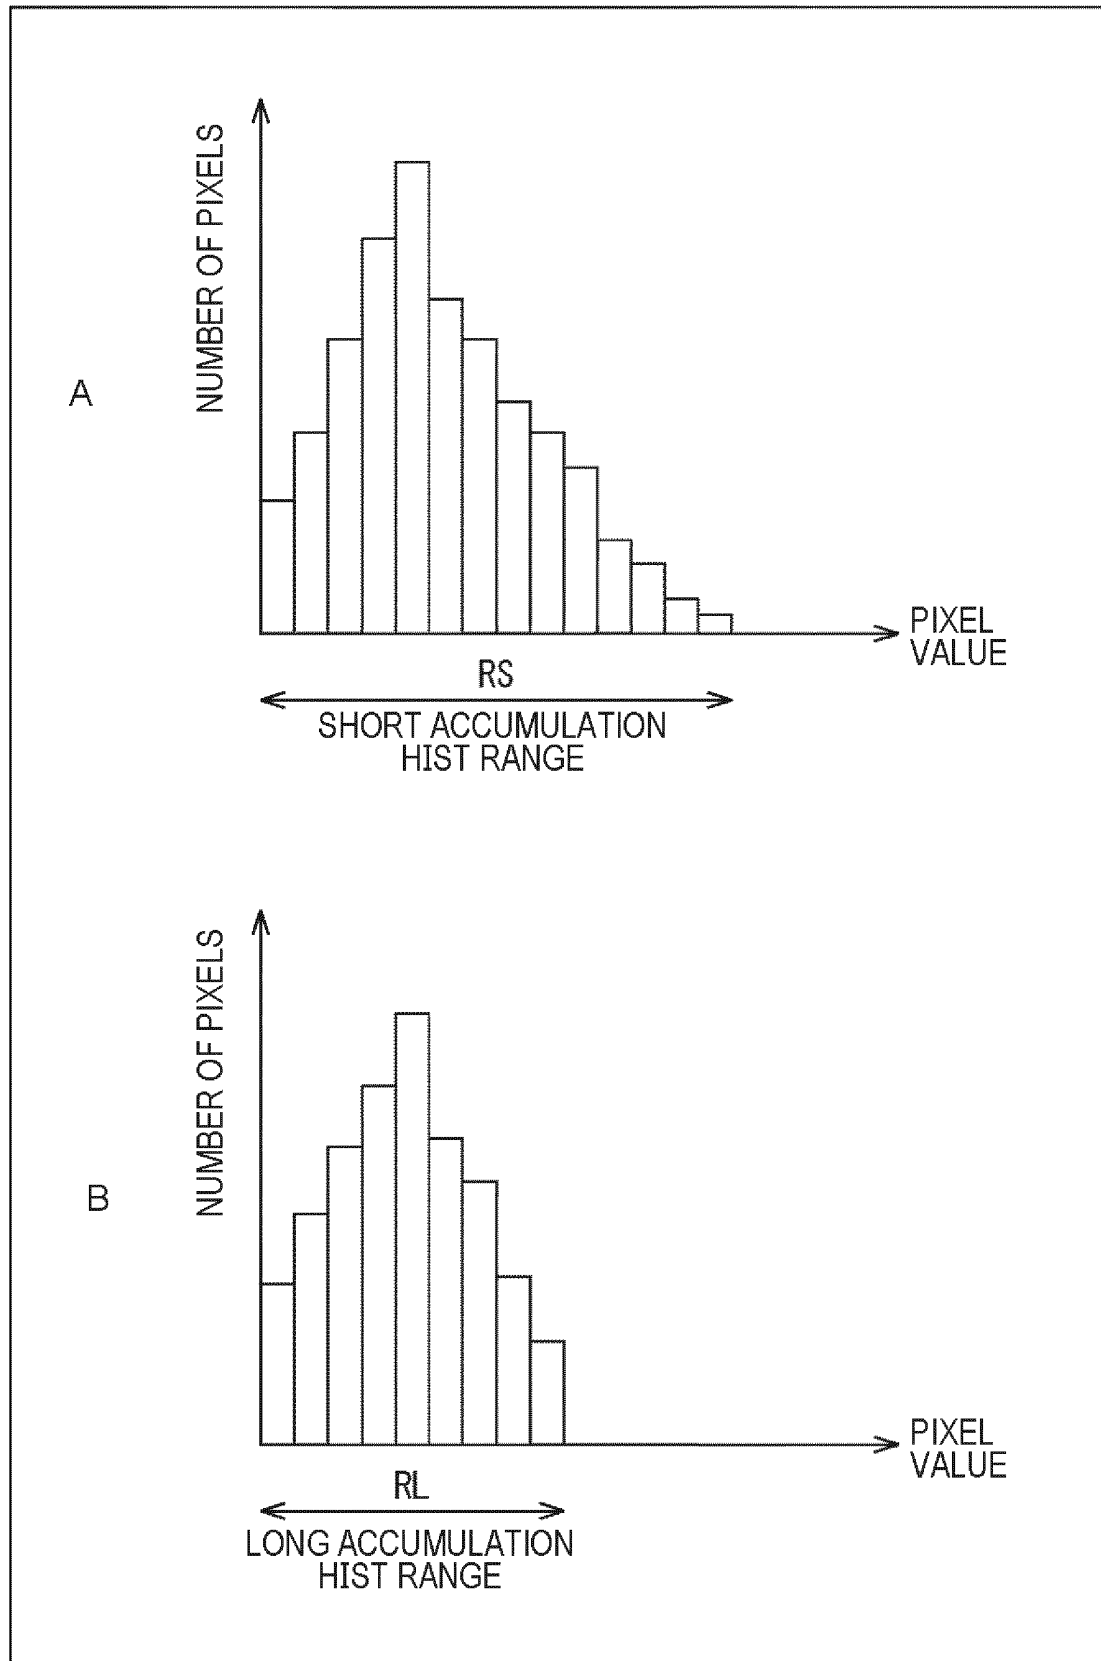 A
NUMBER OF PIXELS
PIXEL
VALUE
RS
SHORT ACCUMULATION
HIST RANGE
B
NUMBER OF PIXELS
PIXEL
VALUE
RL
LONG ACCUMULATION
HIST RANGE